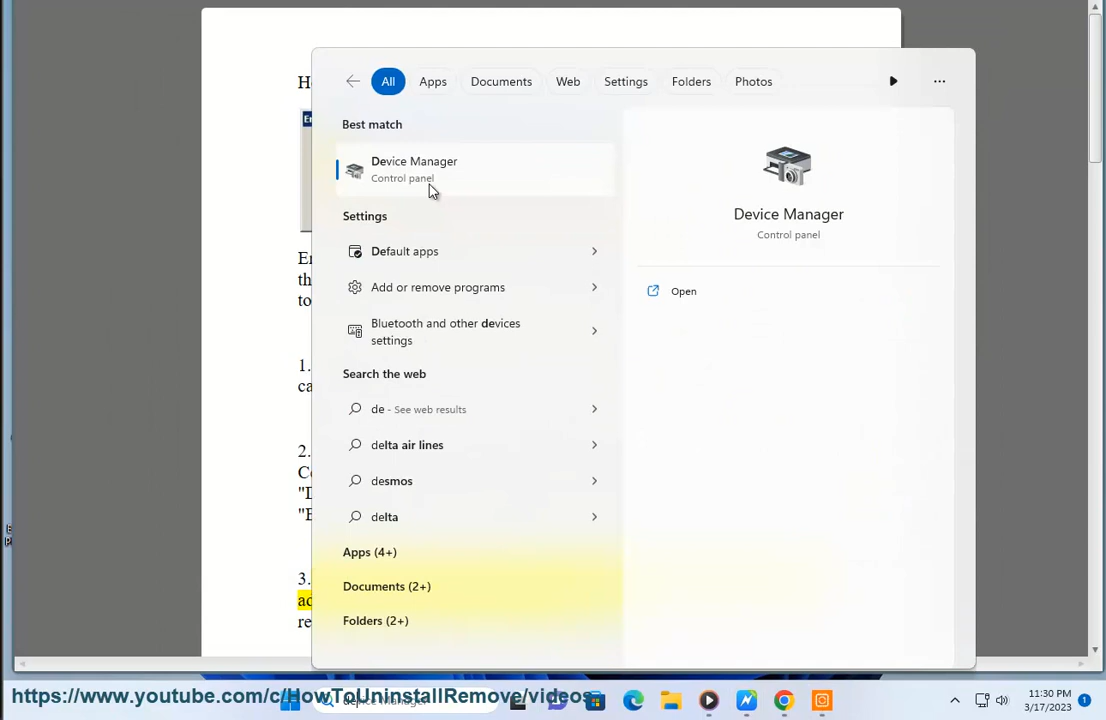 All
Apps
Documents
Web
Settings
Folders
Photos
Best match
Device Manager
Control panel
Settings
Default apps
Add or remove programs
Bluetooth and other devices
settings
Search the web
de - See web results
delta air lines
desmos
delta
Apps (4+)
Documents (2+)
Folders (2+)
Device Manager
Control panel
Open
1.
2.
3.
https://www.youtube.com/c/HowToUninstallRemove/videos
11:30 PM
3/17/2023